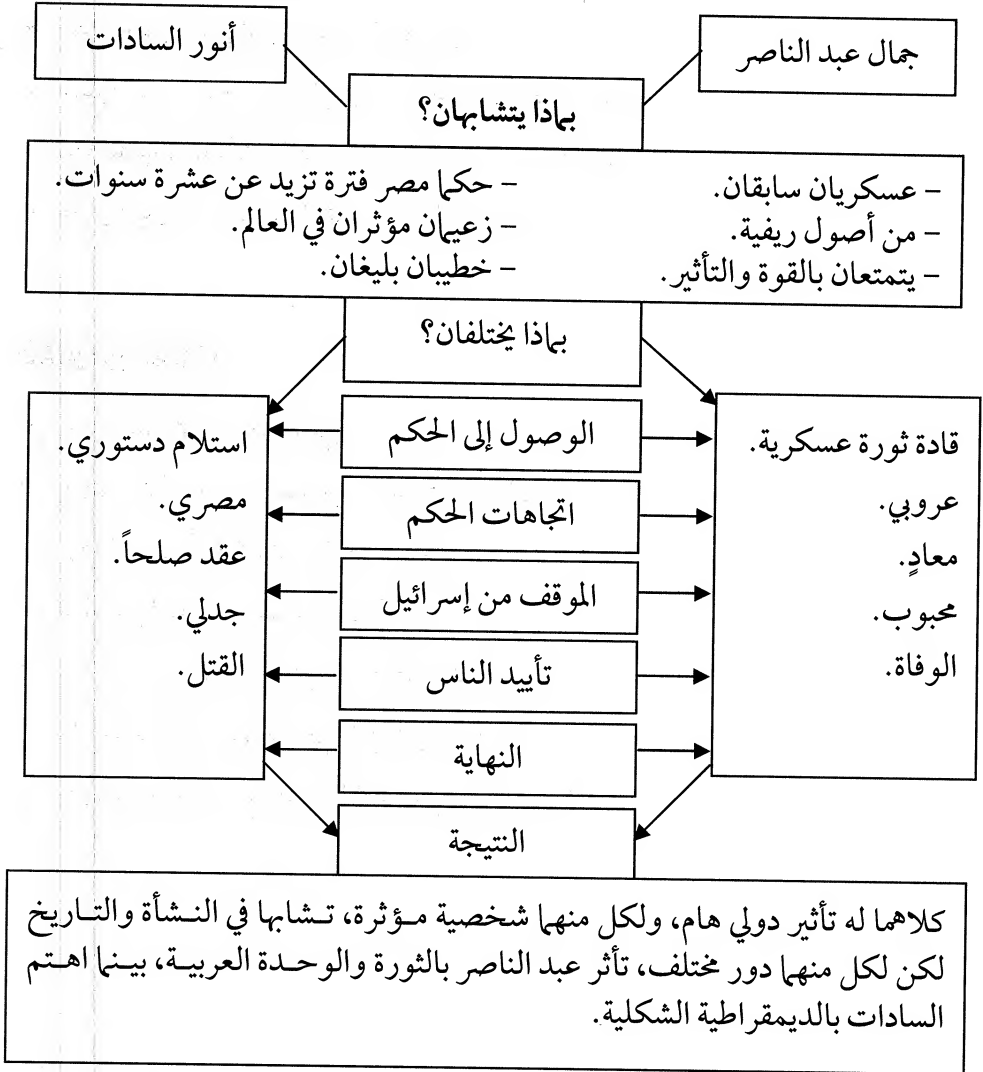 جمال عبد الناصر
أنور السادات
بماذا يتشابهان؟
– عسكريان سابقان.
– من أصول ريفية.
– يتمتعان بالقوة والتأثير.
– حكما مصر فترة تزيد عن عشرة سنوات.
– زعيمان مؤثران في العالم.
– خطيبان بليغان.
بماذا يختلفان؟
قادة ثورة عسكرية.
عروبي.
معادٍ.
محبوب.
الوفاة.
الوصول إلى الحكم
اتجاهات الحكم
الموقف من إسرائيل
تأييد الناس
النهاية
استلام دستوري.
مصري.
عقد صلحاً.
جدلي.
القتل.
النتيجة
كلاهما له تأثير دولي هام، ولكل منهما شخصية مؤثرة، تشابها في النشأة والتاريخ
لكن لكل منهما دور مختلف، تأثر عبد الناصر بالثورة والوحدة العربية، بينما اهتم
السادات بالديمقراطية الشكلية.